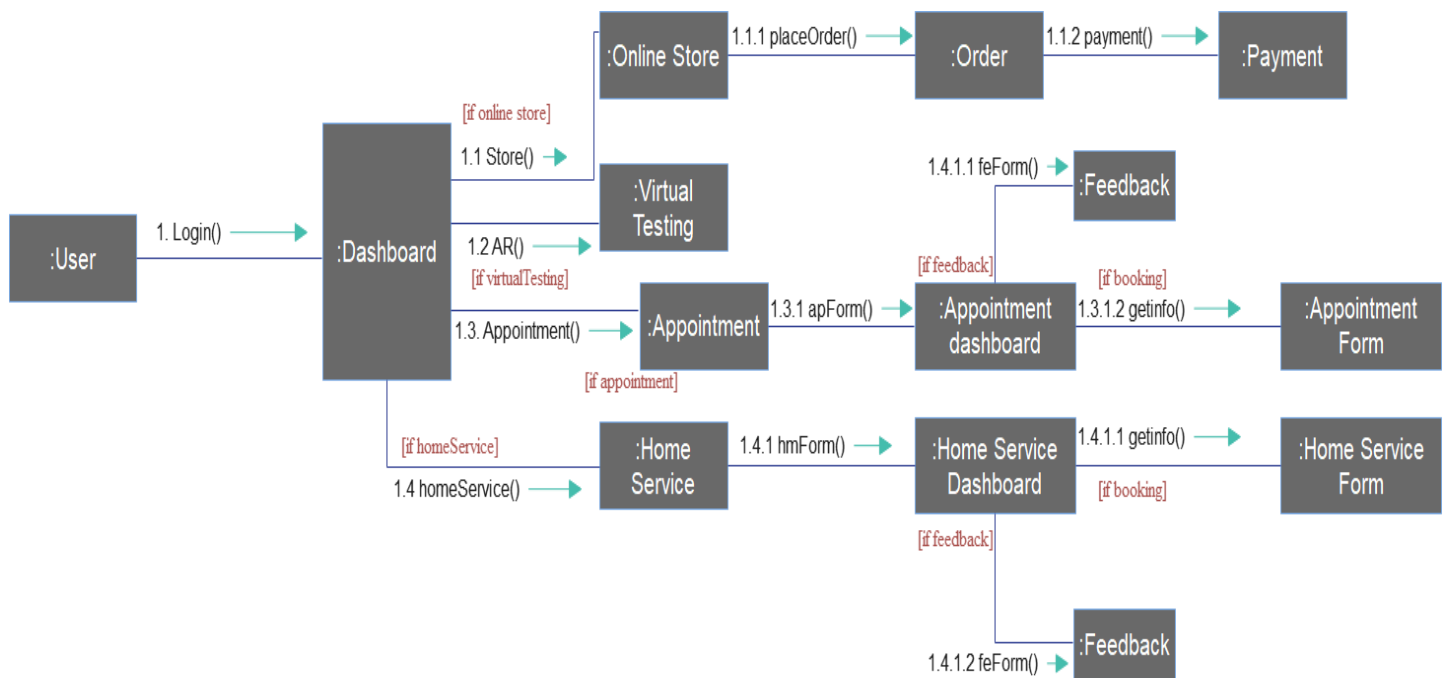 :Online Store
1.1.1 placeOrder()
:Order
1.1.2 payment()
:Payment
[if online store]
1.1 Store()
:Virtual
Testing
1.4.1.1 feForm()
:Feedback
:User
1. Login()
:Dashboard
1.2 AR()
[if virtualTesting]
[if feedback]
[if booking]
1.3. Appointment()
:Appointment
1.3.1 apForm()
:Appointment
dashboard
1.3.1.2 getinfo()
:Appointment
Form
[if appointment]
[if homeService]
1.4 homeService()
:Home
Service
1.4.1 hmForm()
:Home Service
Dashboard
1.4.1.1 getinfo()
[if booking]
:Home Service
Form
[if feedback]
1.4.1.2 feForm()
:Feedback